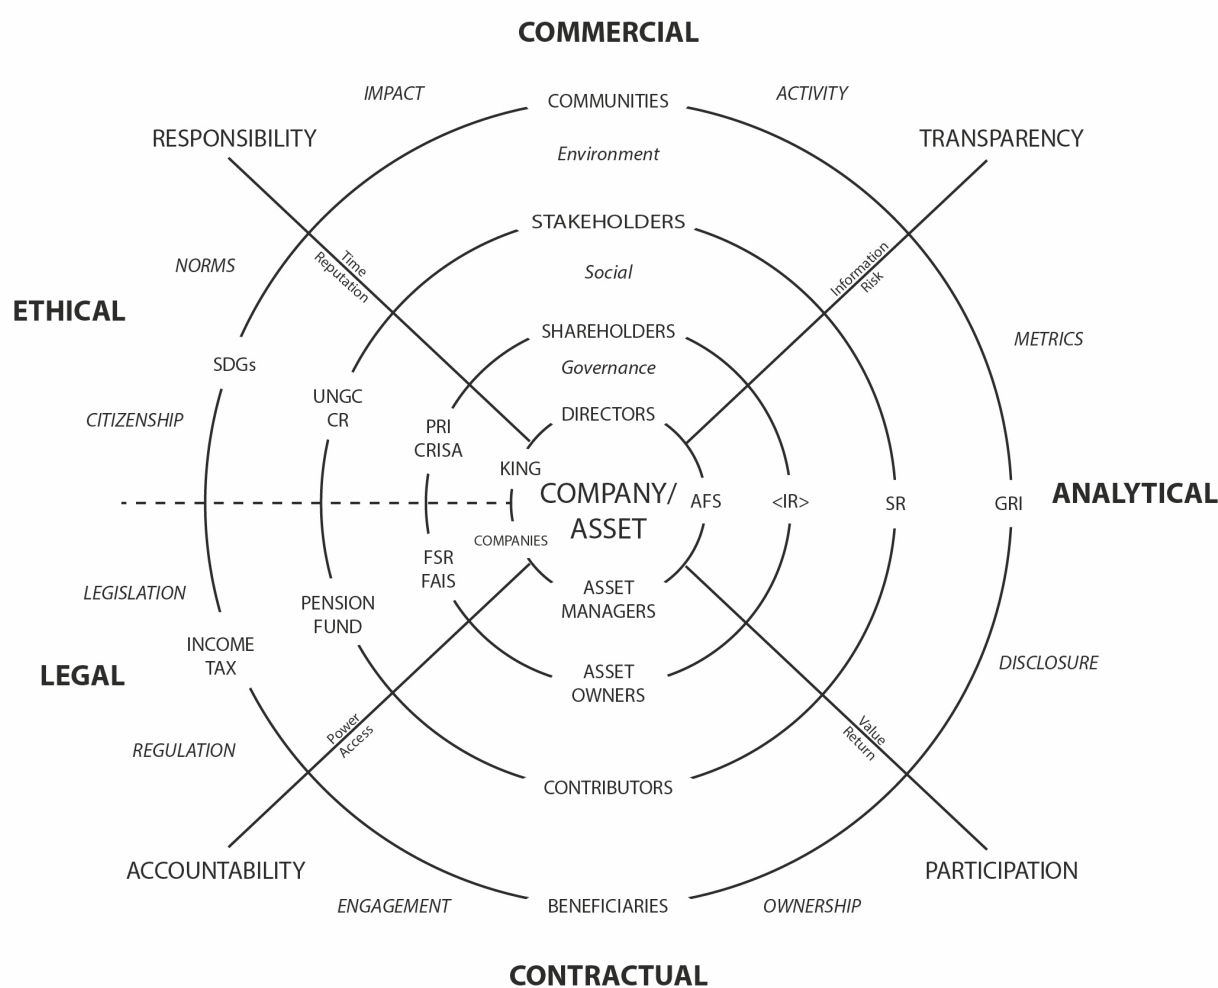 COMMERCIAL
IMPACT
ACTIVITY
COMMUNITIES
RESPONSIBILITY
TRANSPARENCY
Environment
STAKEHOLDERS
NORMS
Time
Reputation
Information
Risk
Social
ETHICAL
SHAREHOLDERS
METRICS
SDGs
Governance
UNGC
CR
CITIZENSHIP
DIRECTORS
PRI
CRISA
KING
COMPANY/
ASSET
AFS
<IR>
SR
GRI
ANALYTICAL
COMPANIES
FSR
FAIS
LEGISLATION
ASSET
MANAGERS
PENSION
FUND
INCOME
TAX
LEGAL
ASSET
OWNERS
DISCLOSURE
REGULATION
Power
Access
Value
Return
CONTRIBUTORS
ACCOUNTABILITY
PARTICIPATION
ENGAGEMENT
BENEFICIARIES
OWNERSHIP
CONTRACTUAL